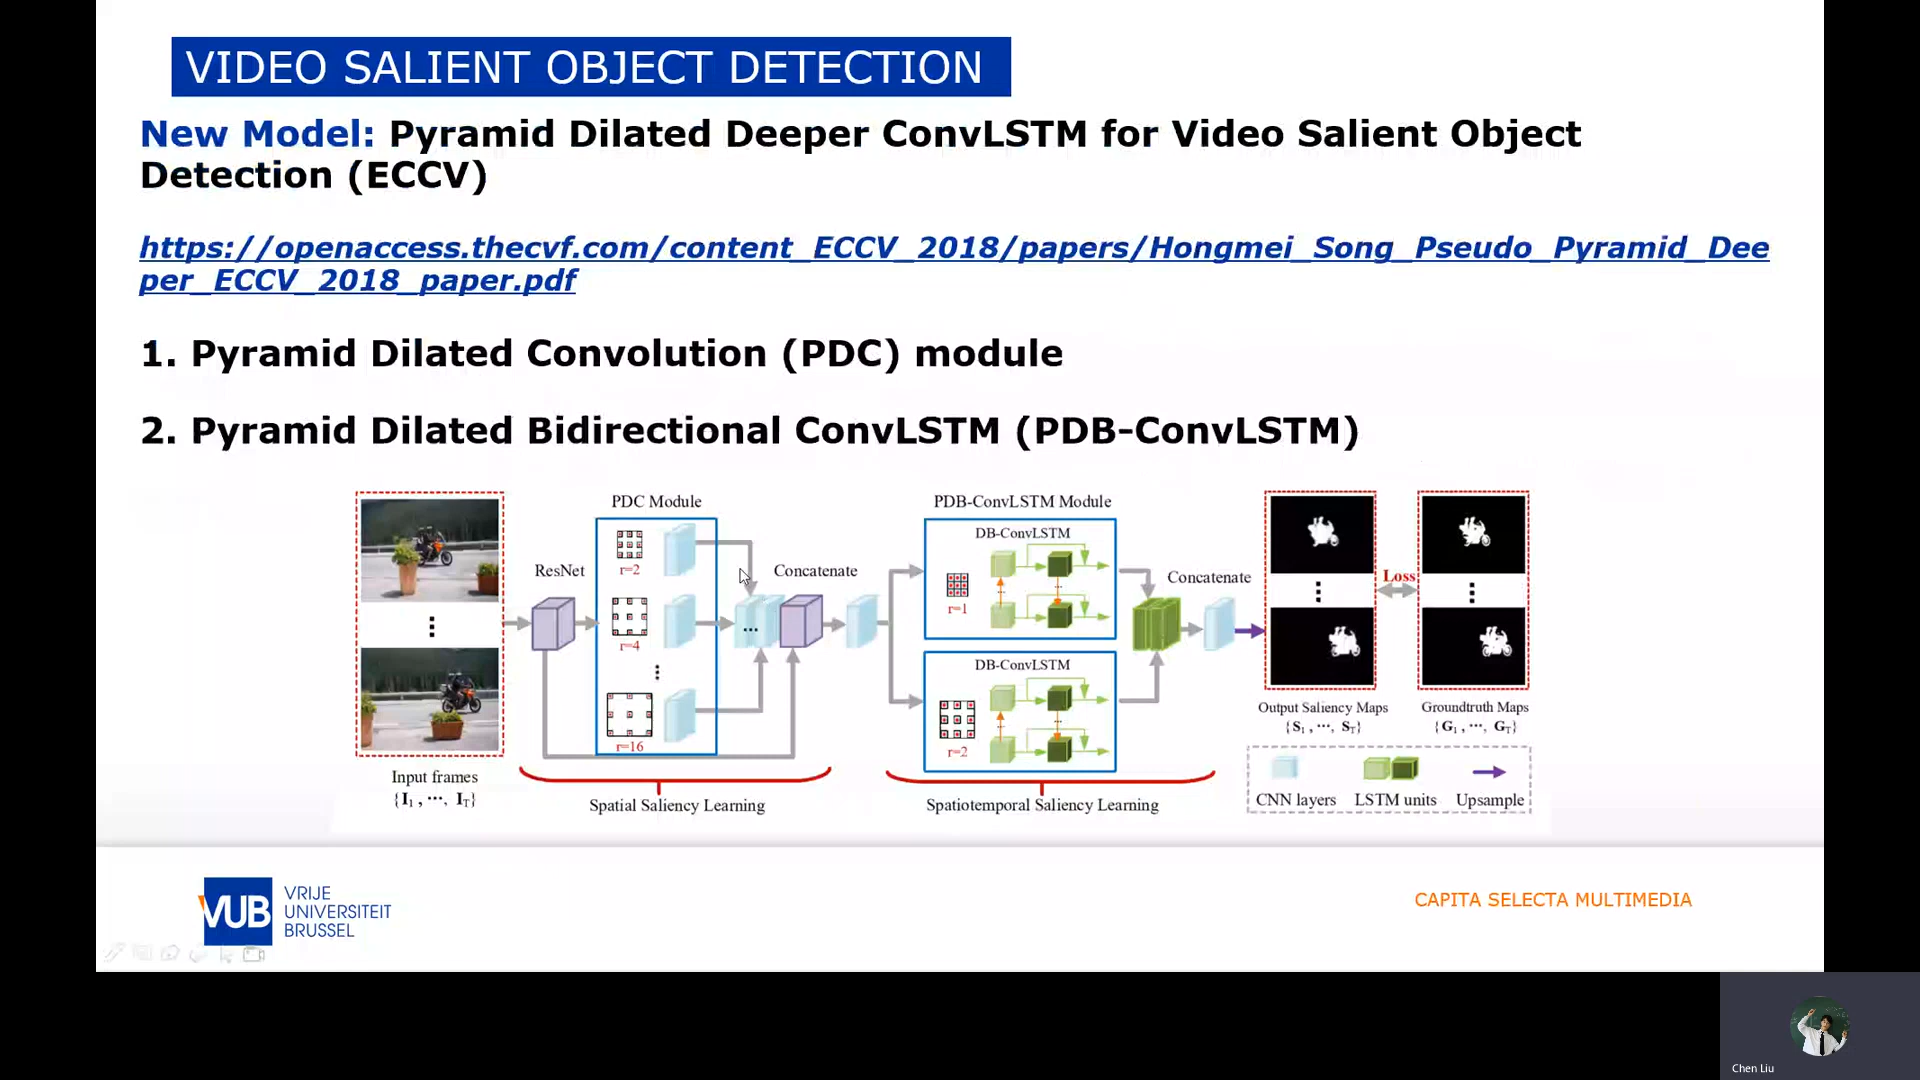 VIDEO SALIENT OBJECT DETECTION
New Model: Pyramid Dilated Deeper ConvLSTM for Video Salient Object
Detection (ECCV)
https://openaccess.thecvf.com/content_ECCV_2018/papers/Hongmei_Song_Pseudo_Pyramid_Dee
per_ECCV_2018_paper.pdf
1. Pyramid Dilated Convolution (PDC) module
2. Pyramid Dilated Bidirectional ConvLSTM (PDB-ConvLSTM)
Input frames
{I1 , ···, IT}
ResNet
PDC Module
r=2
r=4
r=16
Concatenate
Spatial Saliency Learning
PDB-ConvLSTM Module
DB-ConvLSTM
r=1
DB-ConvLSTM
r=2
Spatiotemporal Saliency Learning
Concatenate
Loss
Output Saliency Maps
{S1 , ···, ST}
Groundtruth Maps
{G1 , ···, GT}
CNN layers
LSTM units
Upsample
VUB
VRIJE
UNIVERSITEIT
BRUSSEL
CAPITA SELECTA MULTIMEDIA
Chen Liu